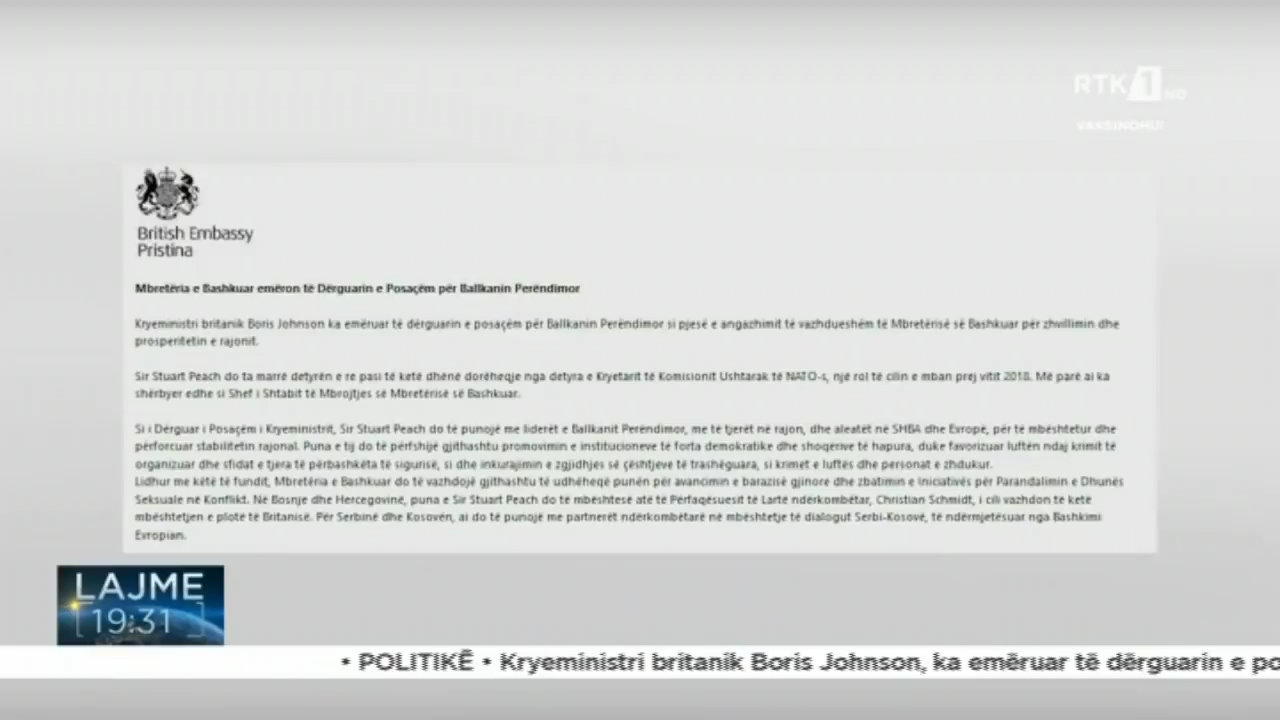 RTK 1 HD
VAKSINOHU!
British Embassy
Pristina
Mbretëria e Bashkuar emëron të Dërguarin e Posaçëm për Ballkanin Perëndimor
Kryeministri britanik Boris Johnson ka emëruar të dërguarin e posaçëm për Ballkanin Perëndimor si pjesë e angazhimit të vazhdueshëm të Mbretërisë së Bashkuar për zhvillimin dhe
prosperitetin e rajonit.
Sir Stuart Peach do ta marrë detyrën e re pasi të ketë dhënë dorëheqje nga detyra e Kryetarit të Komisionit Ushtarak të NATO-s, një rol të cilin e mban prej vitit 2018. Më parë ai ka
shërbyer edhe si Shef i Shtabit të Mbrojtjes së Mbretërisë së Bashkuar.
Si i Dërguar i Posaçëm i Kryeministrit, Sir Stuart Peach do të punojë me liderët e Ballkanit Perëndimor, me të tjerët në rajon, dhe aleatët në SHBA dhe Evropë, për të mbështetur dhe
përforcuar stabilitetin rajonal. Puna e tij do të përfshijë gjithashtu promovimin e institucioneve të forta demokratike dhe shoqërive të hapura, duke favorizuar luftën ndaj krimit të
organizuar dhe sfidat e tjera të përbashkëta të sigurisë, si dhe inkurajimin e zgjidhjes së çështjeve të trashëguara, si krimet e luftës dhe personat e zhdukur.
Lidhur me këtë të fundit, Mbretëria e Bashkuar do të vazhdojë gjithashtu të udhëheqë punën për avancimin e barazisë gjinore dhe zbatimin e Iniciativës për Parandalimin e Dhunës
Seksuale në Konflikt. Në Bosnje dhe Hercegovinë, puna e Sir Stuart Peach do të mbështesë atë të Përfaqësuesit të Lartë ndërkombëtar, Christian Schmidt, i cili vazhdon të ketë
mbështetjen e plotë të Britanisë. Për Serbinë dhe Kosovën, ai do të punojë me partnerët ndërkombëtarë në mbështetje të dialogut Serbi-Kosovë, të ndërmjetësuar nga Bashkimi
Evropian.
LAJME
19:31
• POLITIKË • Kryeministri britanik Boris Johnson, ka emëruar të dërguarin e po